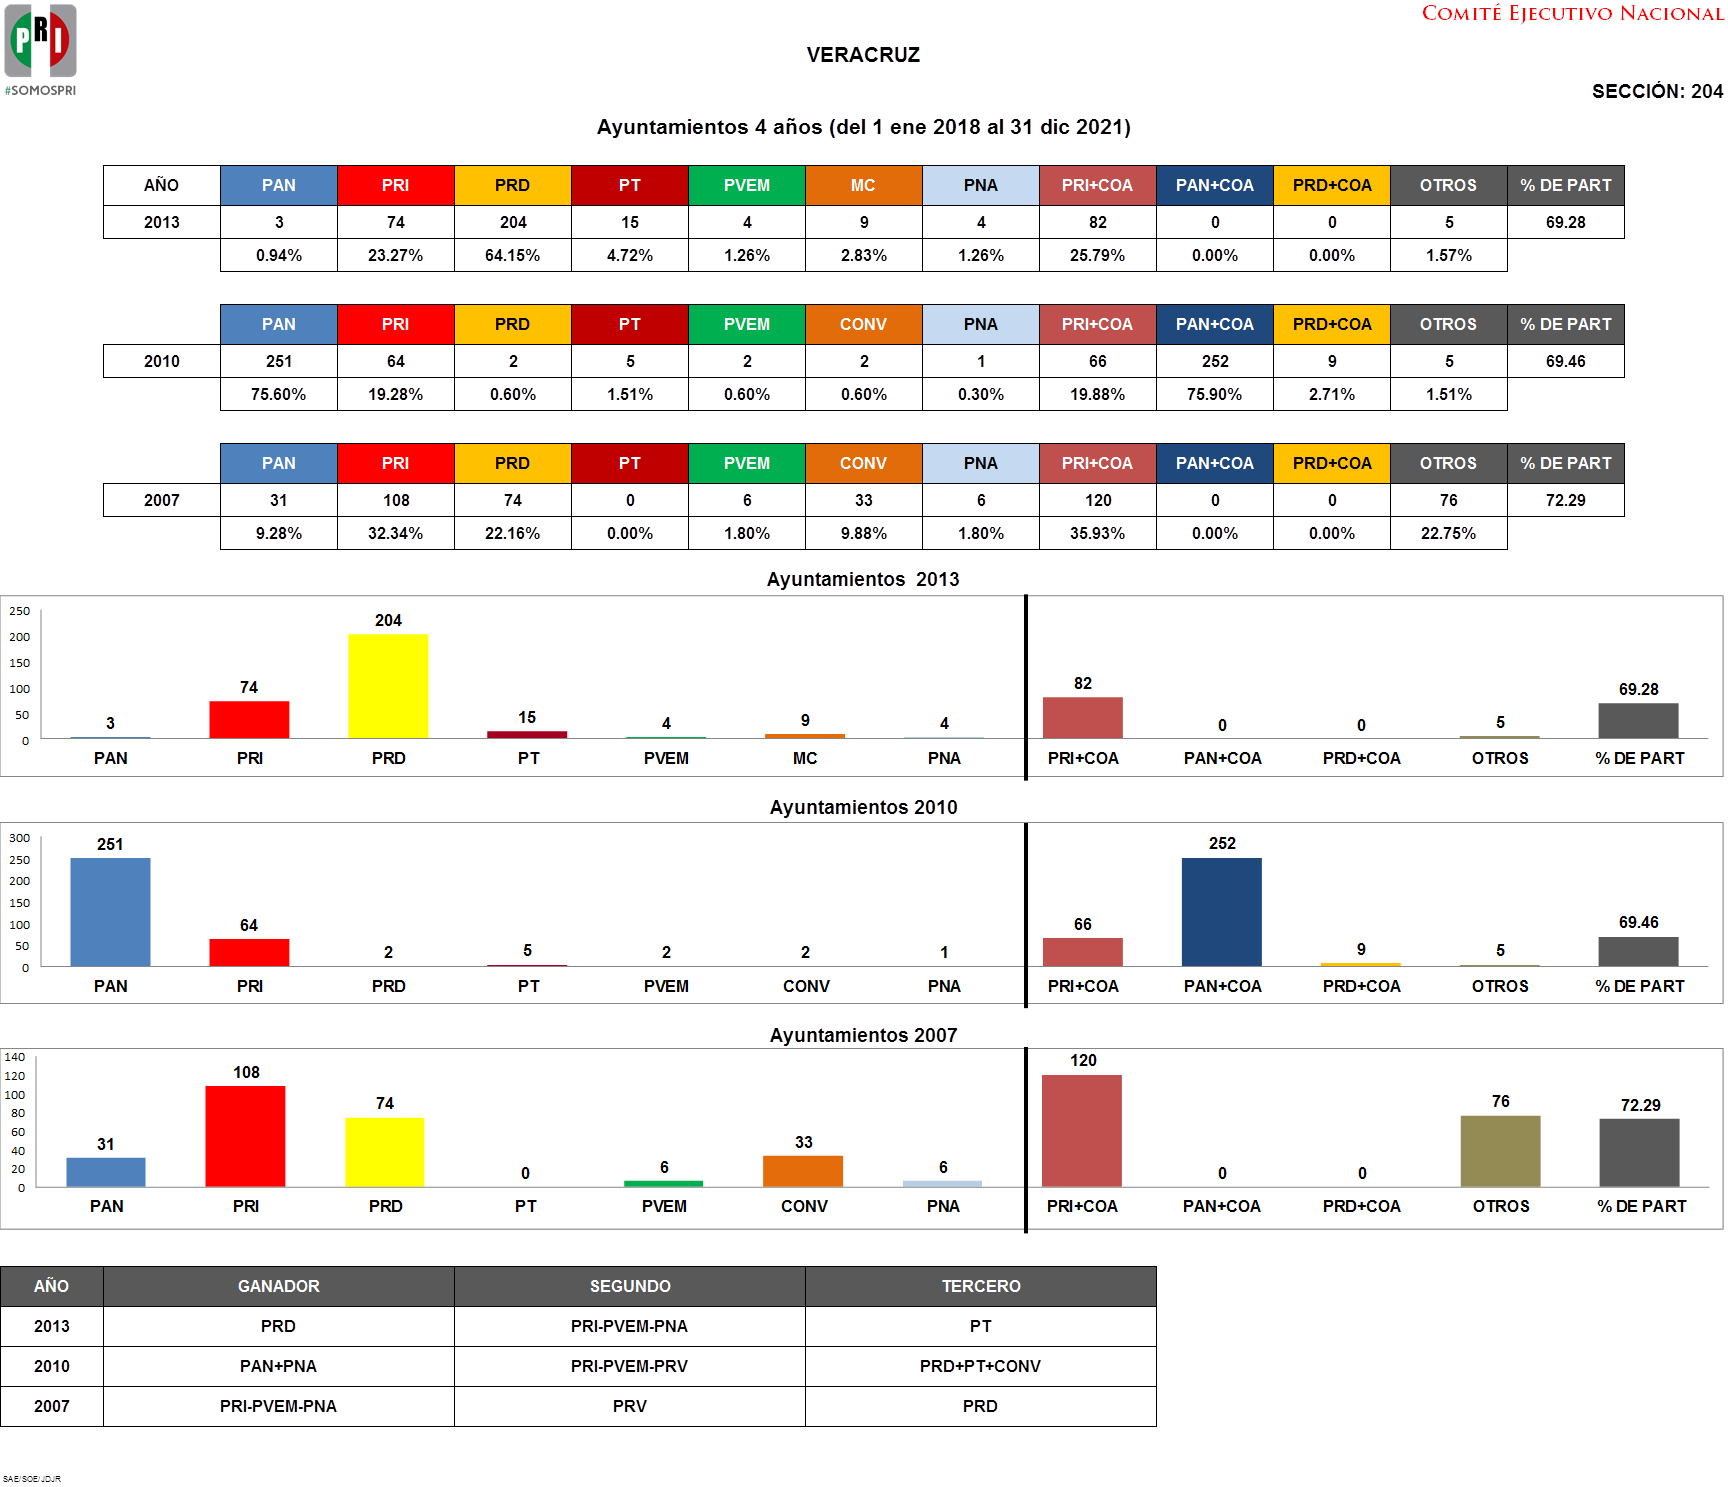 PRI
#SOMOSPRI
COMITÉ EJECUTIVO NACIONAL
VERACRUZ
SECCIÓN: 204
Ayuntamientos 4 años (del 1 ene 2018 al 31 dic 2021)
AÑO PAN PRI PRD PT PVEM MC PNA PRI+COA PAN+COA PRD+COA OTROS % DE PART
2013 3 74 204 15 4 9 4 82 0 0 5 69.28
0.94% 23.27% 64.15% 4.72% 1.26% 2.83% 1.26% 25.79% 0.00% 0.00% 1.57%
PAN PRI PRD PT PVEM CONV PNA PRI+COA PAN+COA PRD+COA OTROS % DE PART
2010 251 64 2 5 2 2 1 66 252 9 5 69.46
75.60% 19.28% 0.60% 1.51% 0.60% 0.60% 0.30% 19.88% 75.90% 2.71% 1.51%
PAN PRI PRD PT PVEM CONV PNA PRI+COA PAN+COA PRD+COA OTROS % DE PART
2007 31 108 74 0 6 33 6 120 0 0 76 72.29
9.28% 32.34% 22.16% 0.00% 1.80% 9.88% 1.80% 35.93% 0.00% 0.00% 22.75%
Ayuntamientos 2013
250
200
150
100
50
0
3 74 204 15 4 9 4 82 0 0 5 69.28
PAN PRI PRD PT PVEM MC PNA PRI+COA PAN+COA PRD+COA OTROS % DE PART
Ayuntamientos 2010
300
250
200
150
100
50
0
251 64 2 5 2 2 1 66 252 9 5 69.46
PAN PRI PRD PT PVEM CONV PNA PRI+COA PAN+COA PRD+COA OTROS % DE PART
Ayuntamientos 2007
140
120
100
80
60
40
20
0
31 108 74 0 6 33 6 120 0 0 76 72.29
PAN PRI PRD PT PVEM CONV PNA PRI+COA PAN+COA PRD+COA OTROS % DE PART
AÑO GANADOR SEGUNDO TERCERO
2013 PRD PRI-PVEM-PNA PT
2010 PAN+PNA PRI-PVEM-PRV PRD+PT+CONV
2007 PRI-PVEM-PNA PRV PRD
SAE/SOE/JDJR